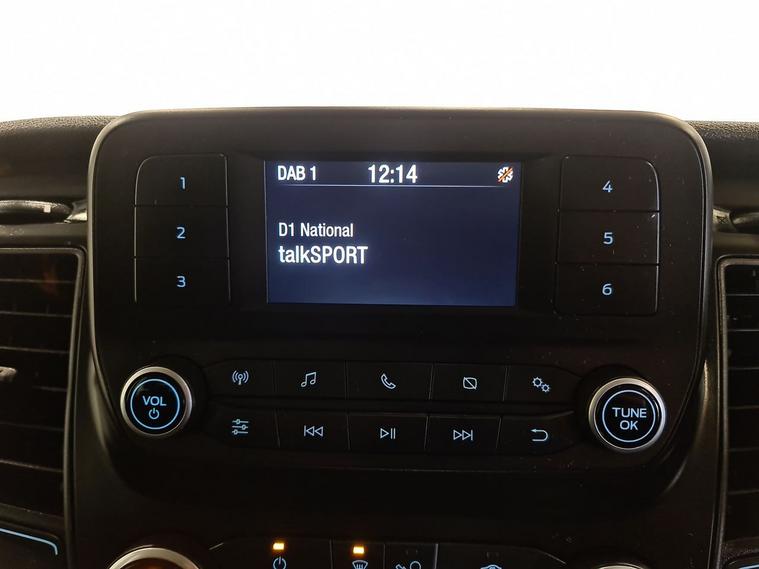 DAB 1 12:14
D1 National
talkSPORT
1
2
3
4
5
6
VOL
TUNE
OK